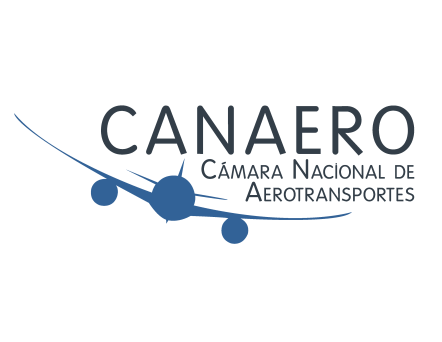 CANAERO
CÁMARA NACIONAL DE
AEROTRANSPORTES